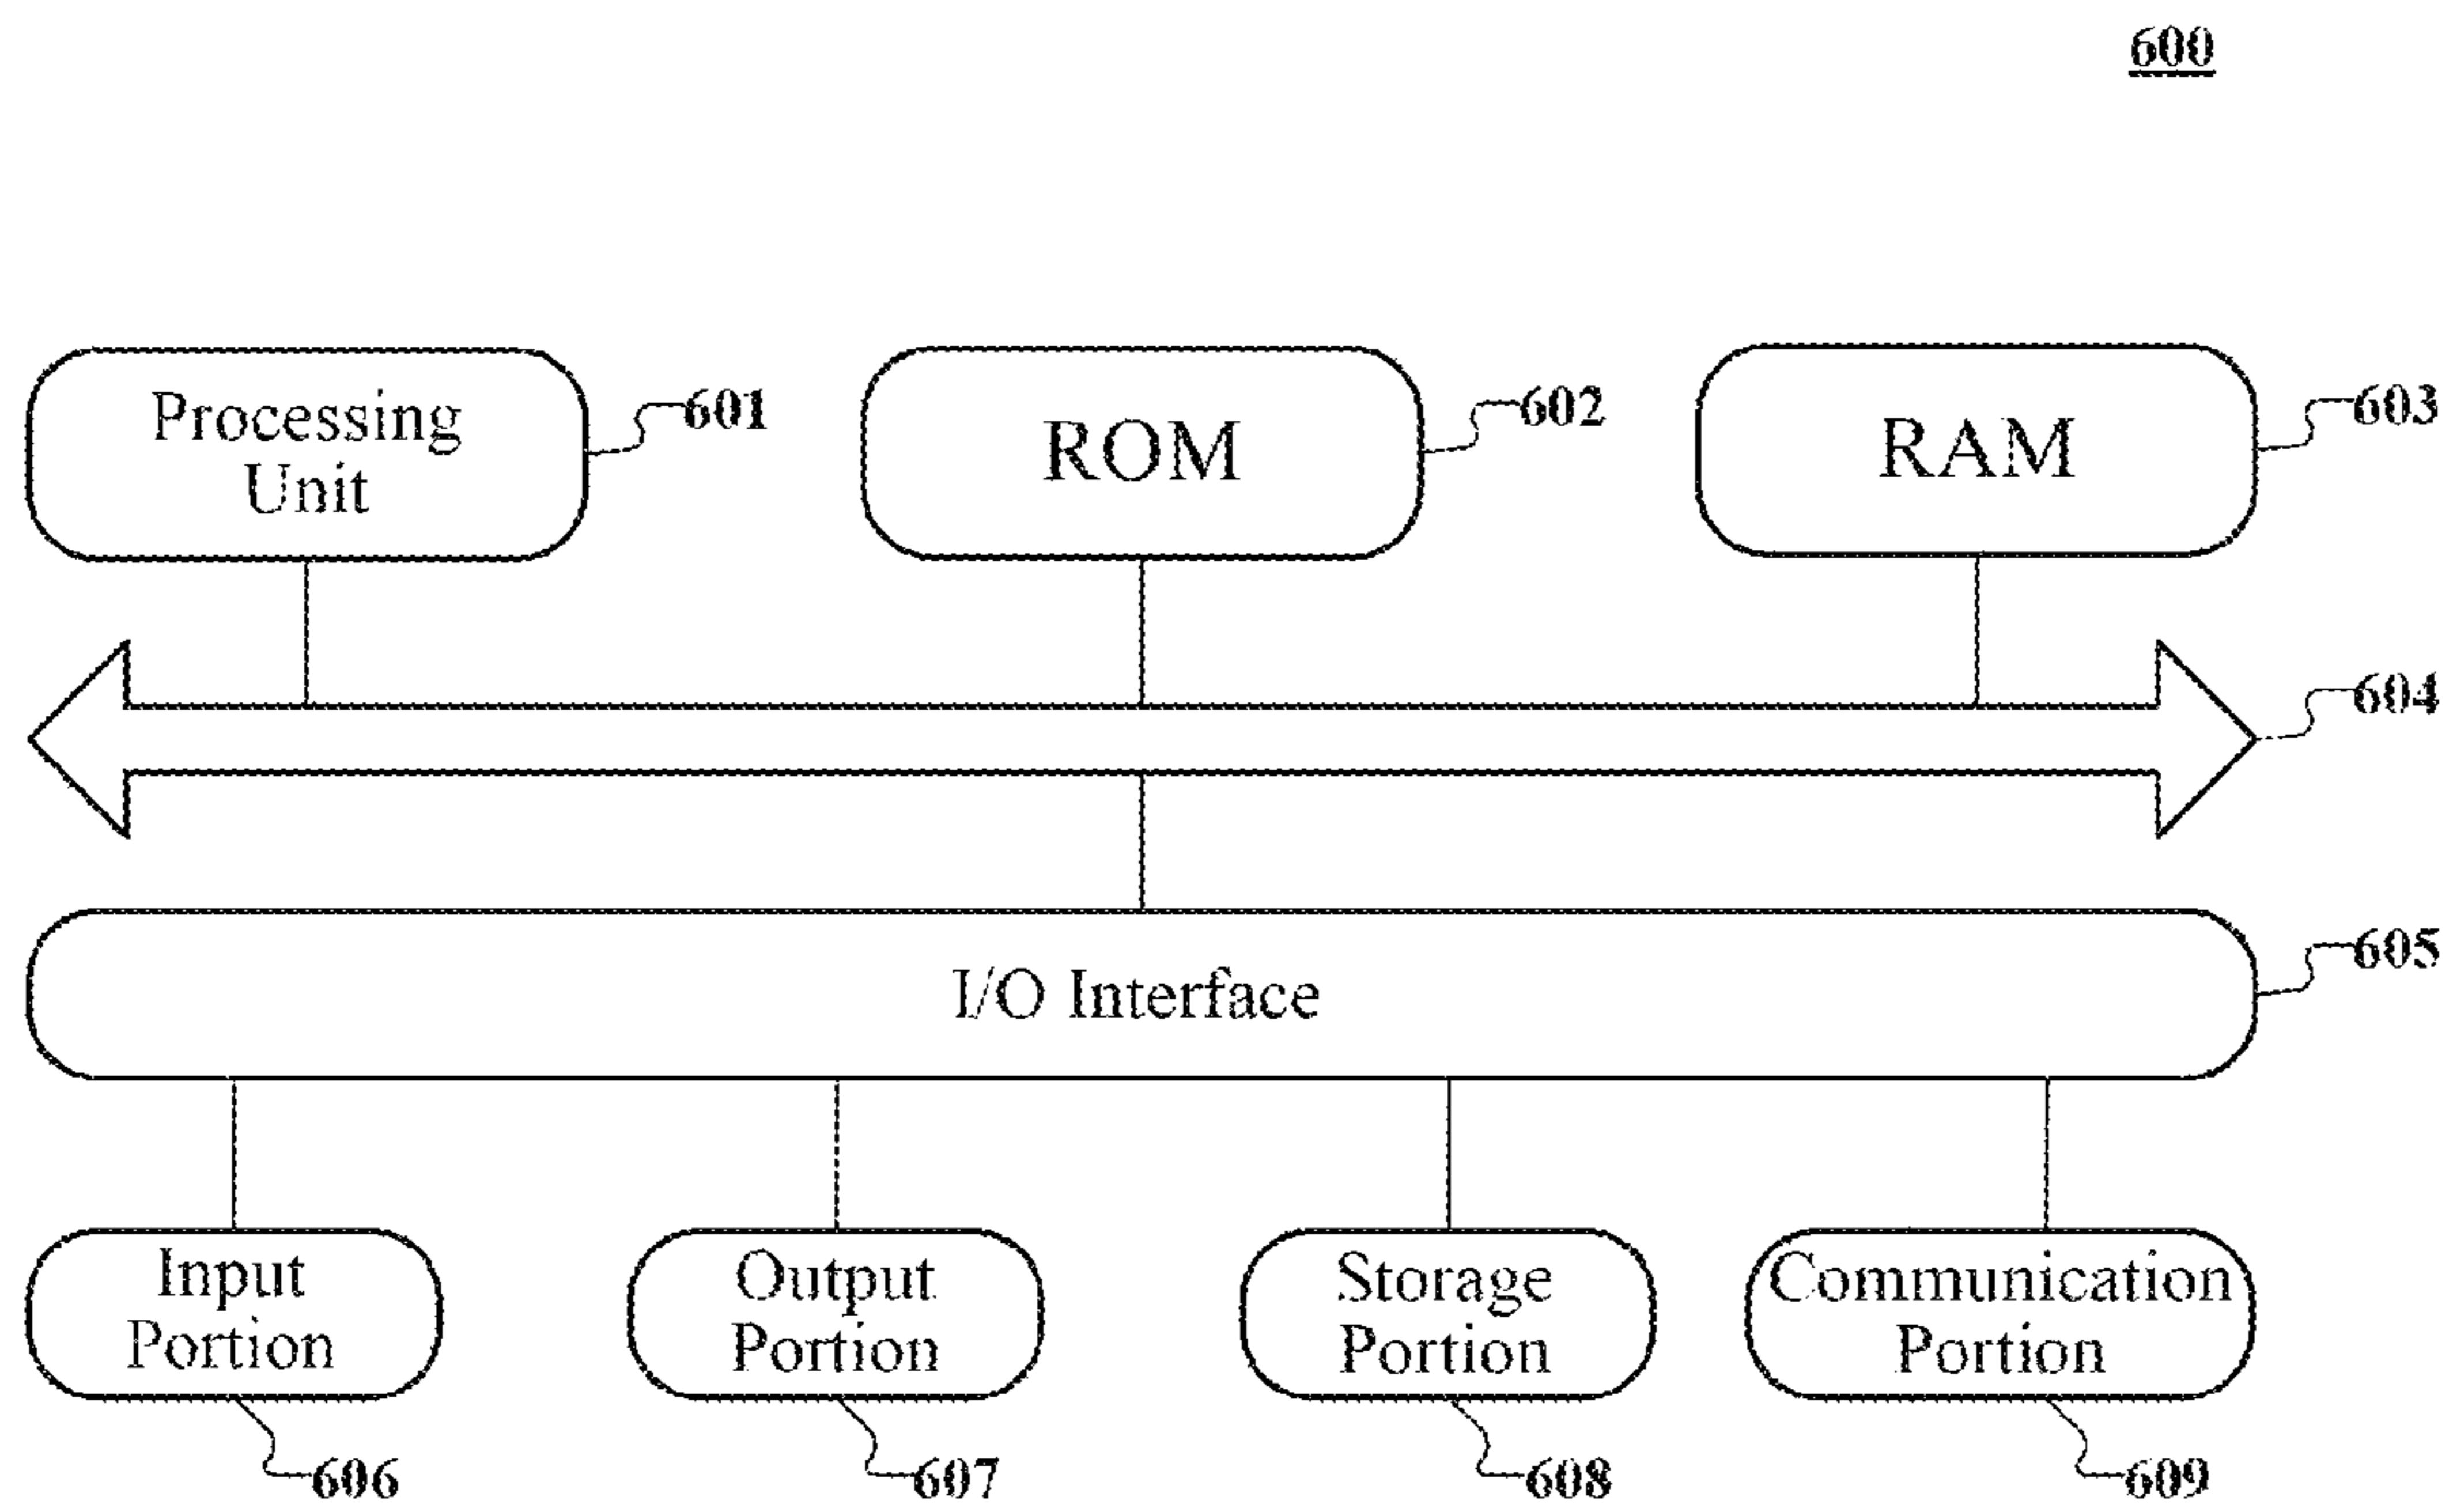 600
Processing
Unit
601
ROM
602
RAM
603
604
I/O Interface
605
Input
Portion
Output
Portion
Storage
Portion
Communication
Portion
606
607
608
609